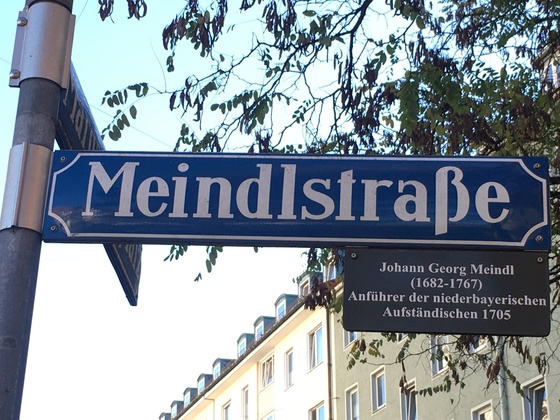 Meindlstraße
Johann Georg Meindl
(1682-1767)
Anführer der niederbayerischen
Aufständischen 1705